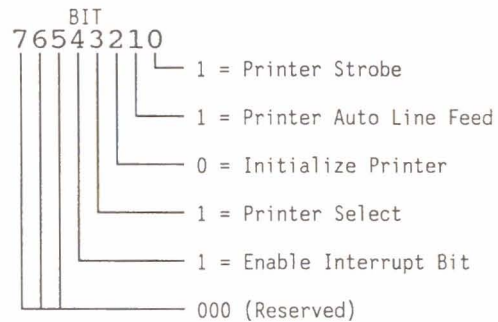 BIT
76543210
1 = Printer Strobe
1 = Printer Auto Line Feed
0 = Initialize Printer
1 = Printer Select
1 = Enable Interrupt Bit
000 (Reserved)